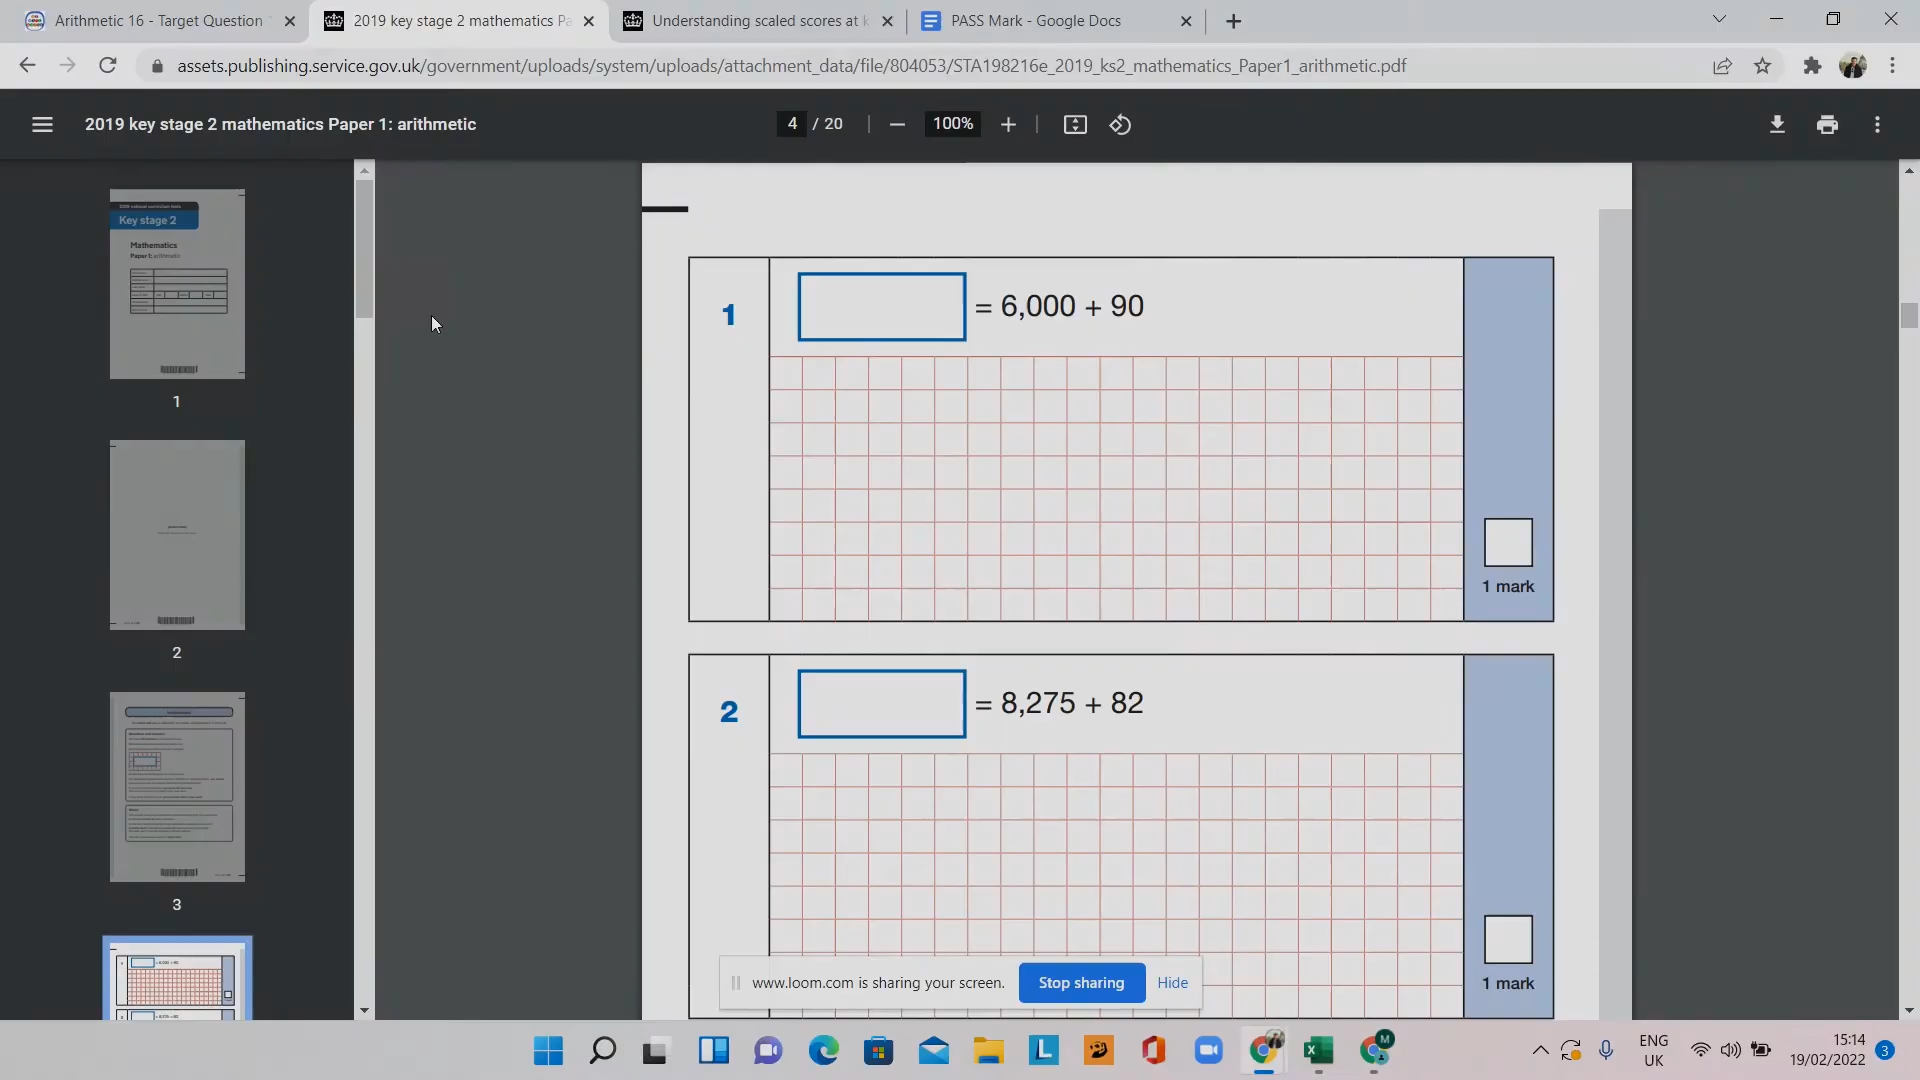 Arithmetic 16 - Target Question
2019 key stage 2 mathematics Pa
Understanding scaled scores at k
PASS Mark - Google Docs
assets.publishing.service.gov.uk/government/uploads/system/uploads/attachment_data/file/804053/STA198216e_2019_ks2_mathematics_Paper1_arithmetic.pdf
2019 key stage 2 mathematics Paper 1: arithmetic
4 / 20
100%
Key stage 2
Mathematics
Paper 1: arithmetic
1
2
3
1
= 6,000 + 90
1 mark
2
= 8,275 + 82
1 mark
www.loom.com is sharing your screen.
Stop sharing
Hide
ENG
UK
15:14
19/02/2022
3